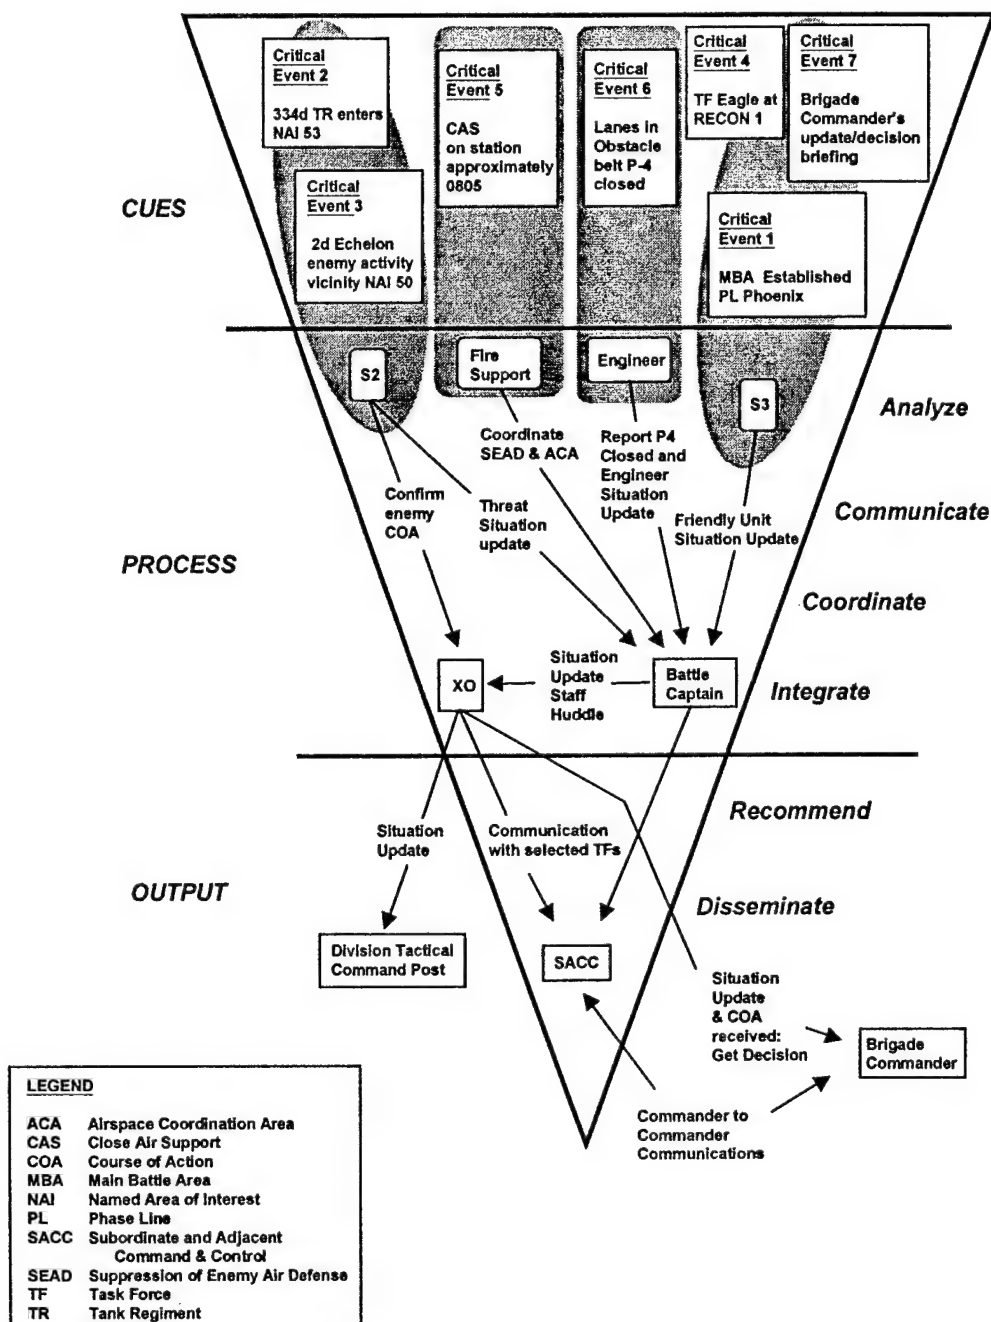 Critical
Event 2
334d TR enters
NAI 53
Critical
Event 3
2d Echelon
enemy activity
vicinity NAI 50
Critical
Event 5
CAS
on station
approximately
0805
Critical
Event 6
Lanes in
Obstacle
belt P-4
closed
Critical
Event 4
TF Eagle at
RECON 1
Critical
Event 7
Brigade
Commander's
update/decision
briefing
Critical
Event 1
MBA Established
PL Phoenix
CUES
S2
Fire
Support
Engineer
S3
Analyze
Coordinate
SEAD & ACA
Report P4
Closed and
Engineer
Situation
Update
Confirm
enemy
COA
Threat
Situation
update
Friendly Unit
Situation Update
Communicate
PROCESS
Coordinate
XO
Situation
Update
Staff
Huddle
Battle
Captain
Integrate
Recommend
Situation
Update
Communication
with selected TFs
OUTPUT
Disseminate
Division Tactical
Command Post
SACC
Situation
Update
& COA
received:
Get Decision
Brigade
Commander
Commander to
Commander
Communications
LEGEND
ACA Airspace Coordination Area
CAS Close Air Support
COA Course of Action
MBA Main Battle Area
NAI Named Area of Interest
PL Phase Line
SACC Subordinate and Adjacent
Command & Control
SEAD Suppression of Enemy Air Defense
TF Task Force
TR Tank Regiment